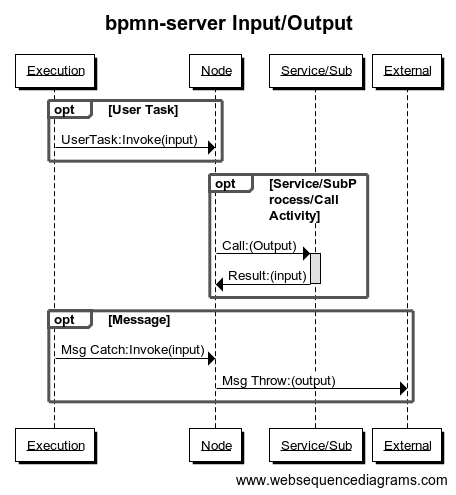 bpmn-server Input/Output
Execution
Node
Service/Sub
External
opt
[User Task]
UserTask:Invoke(input)
opt
[Service/SubP
rocess/Call
Activity]
Call:(Output)
Result:(input)
opt
[Message]
Msg Catch:Invoke(input)
Msg Throw:(output)
Execution
Node
Service/Sub
External
www.websequencediagrams.com